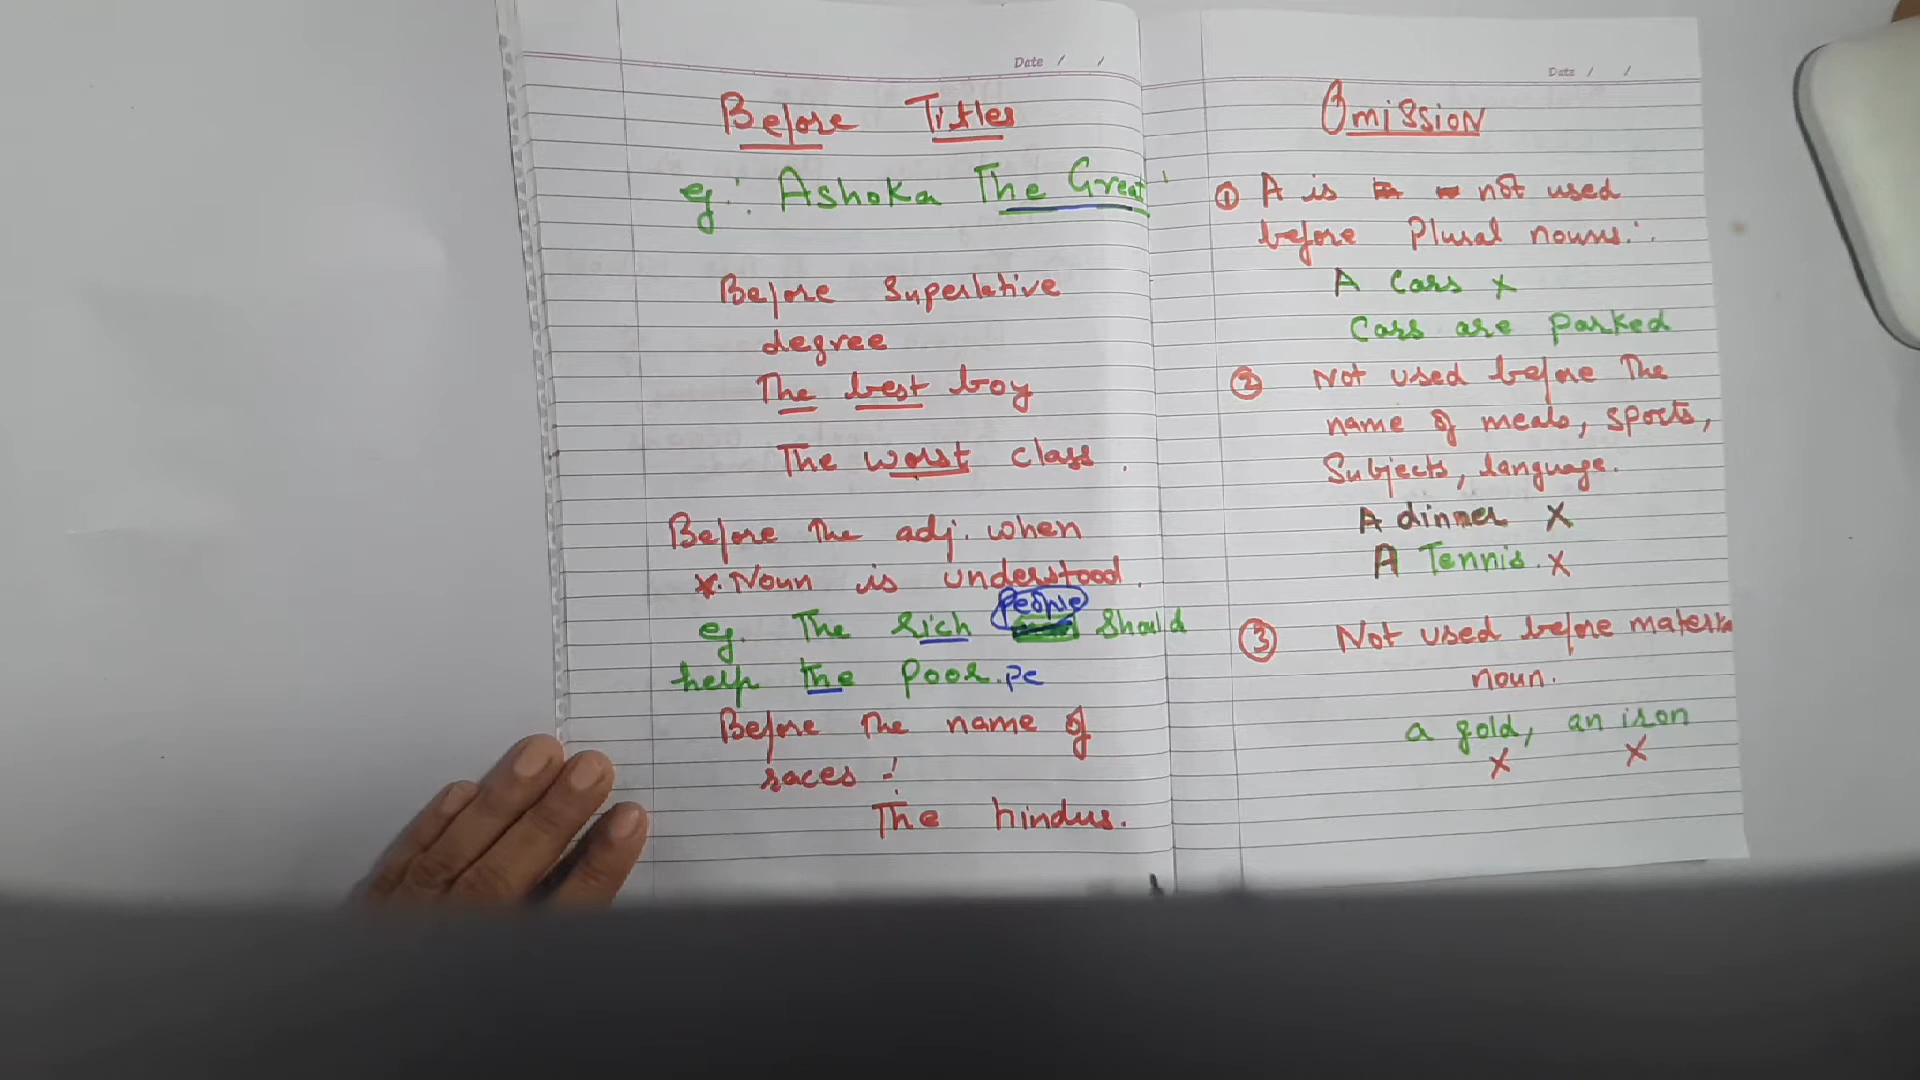 Date / /
Before Titles
eg: Ashoka The Great
Before Superlative
degree
The best boy
The worst class.
Before The adj. when
Noun is understood.
people
eg. The rich should
help the poor. pe
Before The name of
races :
The hindus.
Date / /
Omission
① A is not used
before Plural nouns:
A Cars x
Cars are parked
② Not used before The
name of meals, sports,
Subjects, language.
A dinner x
A Tennis. x
③ Not used before materia
noun.
a gold, an iron
x x